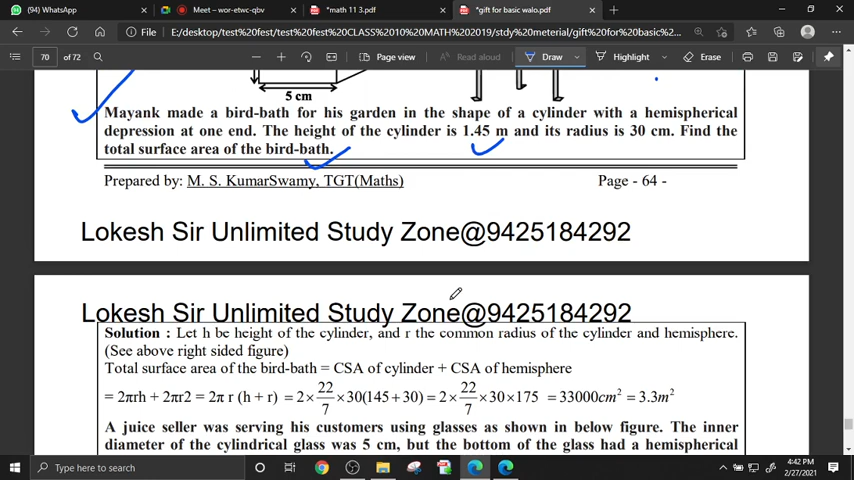 (94) WhatsApp
Meet – wor-etwc-qbv
*math 11 3.pdf
*gift for basic walo.pdf
File
E:/desktop/test%20fest/test%20fest/CLASS%2010%20MATH%202019/stdy%20meterial/gift%20for%20basic%...
70 of 72
Page view
Read aloud
Draw
Highlight
Erase
5 cm
Mayank made a bird-bath for his garden in the shape of a cylinder with a hemispherical
depression at one end. The height of the cylinder is 1.45 m and its radius is 30 cm. Find the
total surface area of the bird-bath.
Prepared by: M. S. KumarSwamy, TGT(Maths)
Page - 64 -
Lokesh Sir Unlimited Study Zone@9425184292
Lokesh Sir Unlimited Study Zone@9425184292
Solution : Let h be height of the cylinder, and r the common radius of the cylinder and hemisphere.
(See above right sided figure)
Total surface area of the bird-bath = CSA of cylinder + CSA of hemisphere
= 2πrh + 2πr2 = 2π r (h + r) = 2 × 22/7 × 30(145 + 30) = 2 × 22/7 × 30 × 175 = 33000cm² = 3.3m²
A juice seller was serving his customers using glasses as shown in below figure. The inner
diameter of the cylindrical glass was 5 cm, but the bottom of the glass had a hemispherical
Type here to search
4:42 PM
2/27/2021